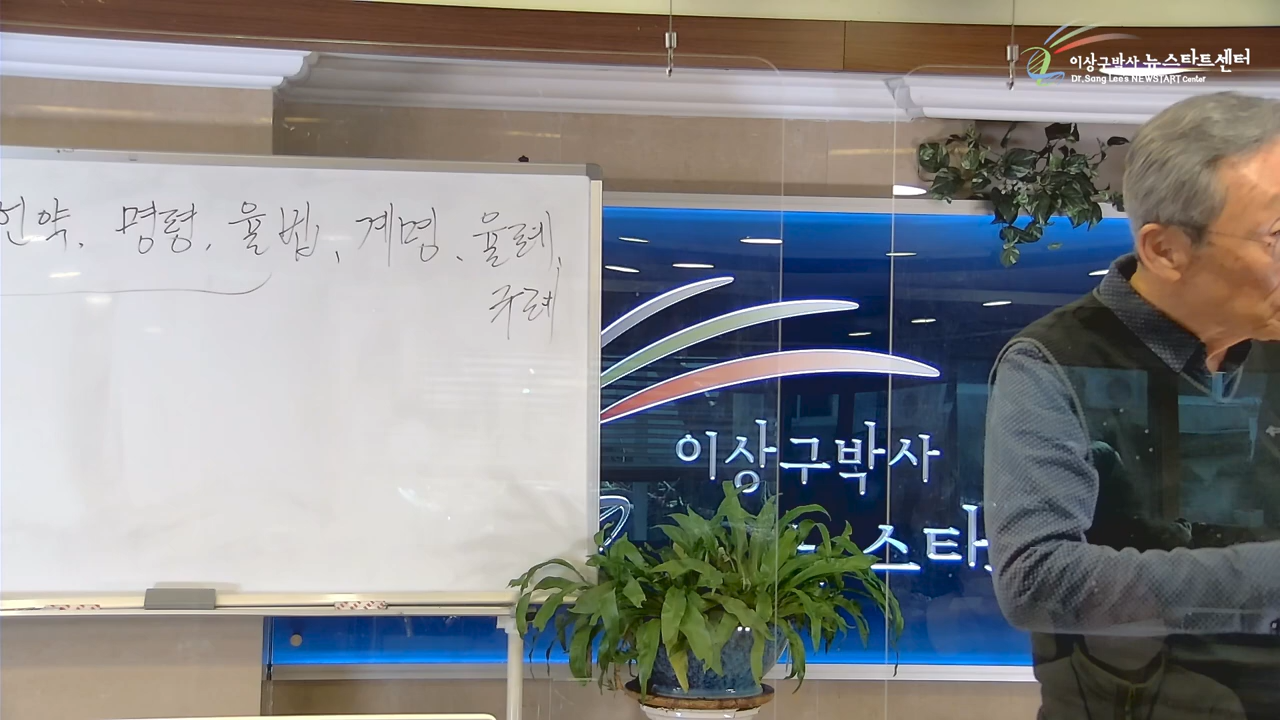 이상구박사 뉴스타트센터
Dr.Sang Lee's NEWSTART Center
언약, 명령, 율법, 계명, 율례,
규례
이상구박사
스타